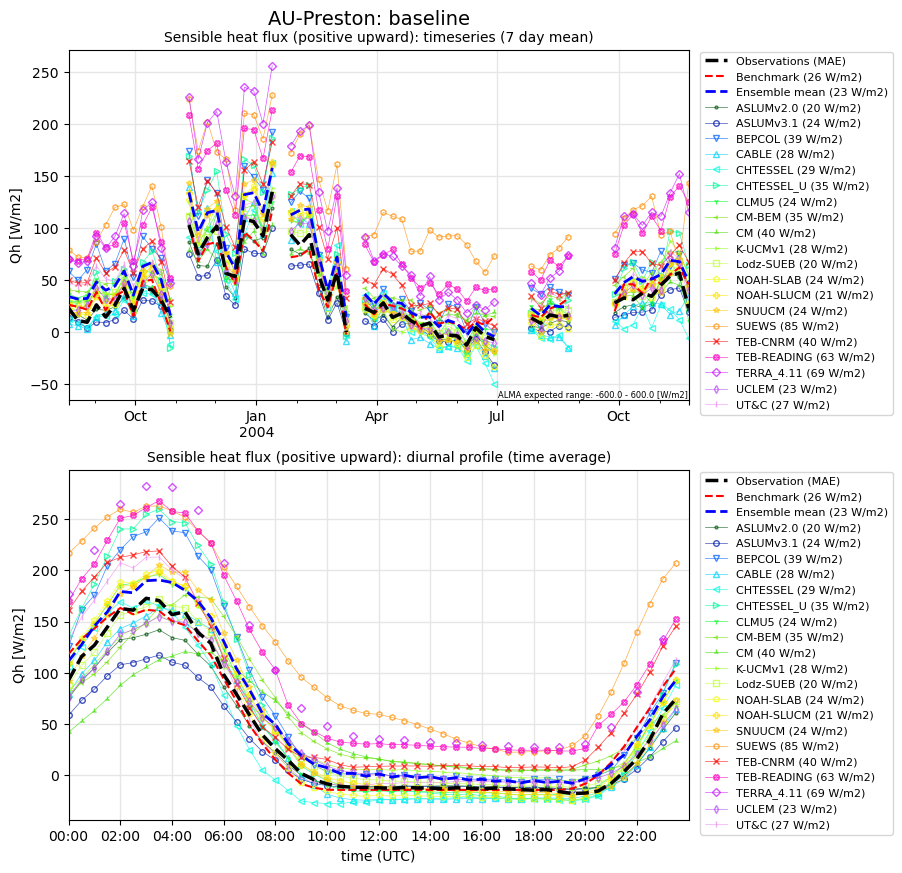 AU-Preston: baseline
Sensible heat flux (positive upward): timeseries (7 day mean)
Qh [W/m2]
250
200
150
100
50
0
−50
Oct
Jan
2004
Apr
Jul
Oct
ALMA expected range: -600.0 - 600.0 [W/m2]
Observations (MAE)
Benchmark (26 W/m2)
Ensemble mean (23 W/m2)
ASLUMv2.0 (20 W/m2)
ASLUMv3.1 (24 W/m2)
BEPCOL (39 W/m2)
CABLE (28 W/m2)
CHTESSEL (29 W/m2)
CHTESSEL_U (35 W/m2)
CLMU5 (24 W/m2)
CM-BEM (35 W/m2)
CM (40 W/m2)
K-UCMv1 (28 W/m2)
Lodz-SUEB (20 W/m2)
NOAH-SLAB (24 W/m2)
NOAH-SLUCM (21 W/m2)
SNUUCM (24 W/m2)
SUEWS (85 W/m2)
TEB-CNRM (40 W/m2)
TEB-READING (63 W/m2)
TERRA_4.11 (69 W/m2)
UCLEM (23 W/m2)
UT&C (27 W/m2)
Sensible heat flux (positive upward): diurnal profile (time average)
Qh [W/m2]
250
200
150
100
50
0
00:00
02:00
04:00
06:00
08:00
10:00
12:00
14:00
16:00
18:00
20:00
22:00
time (UTC)
Observation (MAE)
Benchmark (26 W/m2)
Ensemble mean (23 W/m2)
ASLUMv2.0 (20 W/m2)
ASLUMv3.1 (24 W/m2)
BEPCOL (39 W/m2)
CABLE (28 W/m2)
CHTESSEL (29 W/m2)
CHTESSEL_U (35 W/m2)
CLMU5 (24 W/m2)
CM-BEM (35 W/m2)
CM (40 W/m2)
K-UCMv1 (28 W/m2)
Lodz-SUEB (20 W/m2)
NOAH-SLAB (24 W/m2)
NOAH-SLUCM (21 W/m2)
SNUUCM (24 W/m2)
SUEWS (85 W/m2)
TEB-CNRM (40 W/m2)
TEB-READING (63 W/m2)
TERRA_4.11 (69 W/m2)
UCLEM (23 W/m2)
UT&C (27 W/m2)